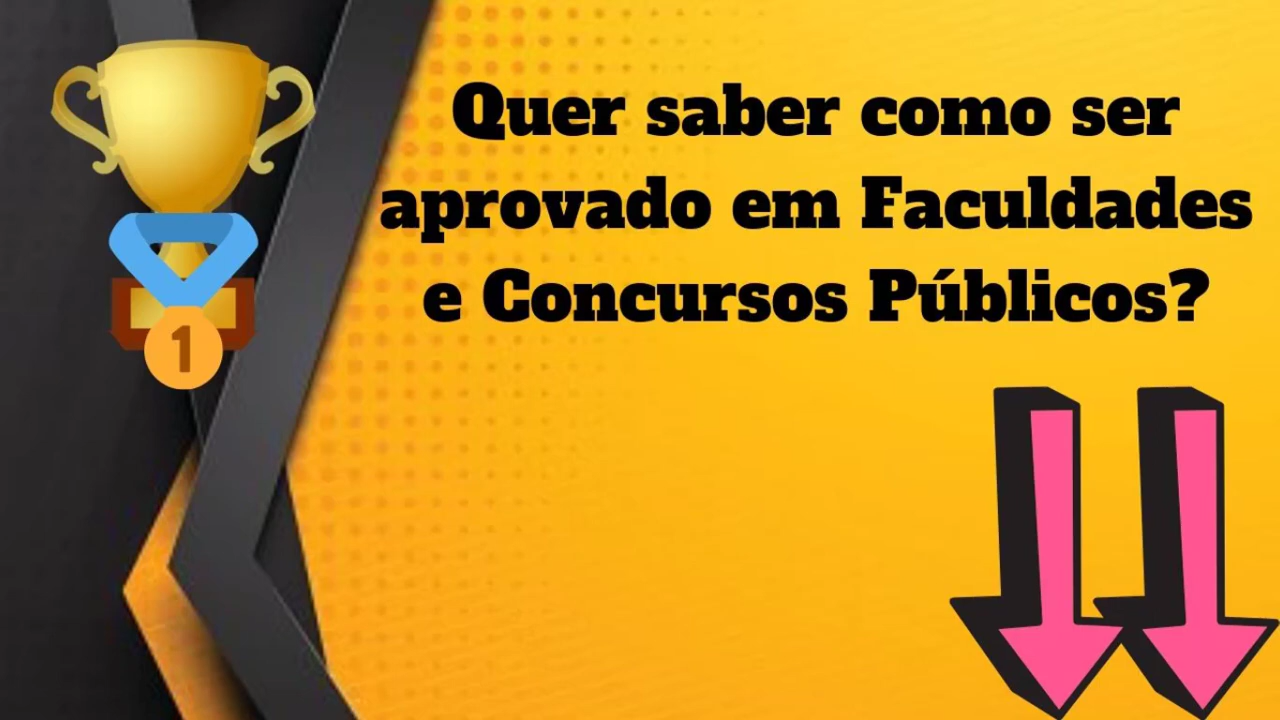 Quer saber como ser
aprovado em Faculdades
e Concursos Públicos?
1